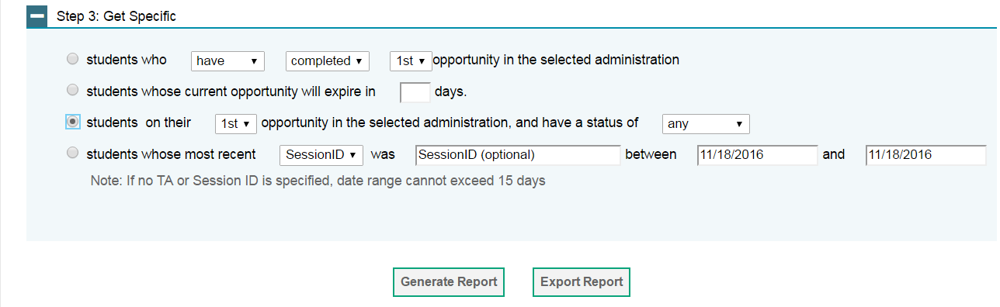 Step 3: Get Specific
students who have completed 1st opportunity in the selected administration
students whose current opportunity will expire in days.
students on their 1st opportunity in the selected administration, and have a status of any
students whose most recent SessionID was SessionID (optional) between 11/18/2016 and 11/18/2016
Note: If no TA or Session ID is specified, date range cannot exceed 15 days
Generate Report Export Report